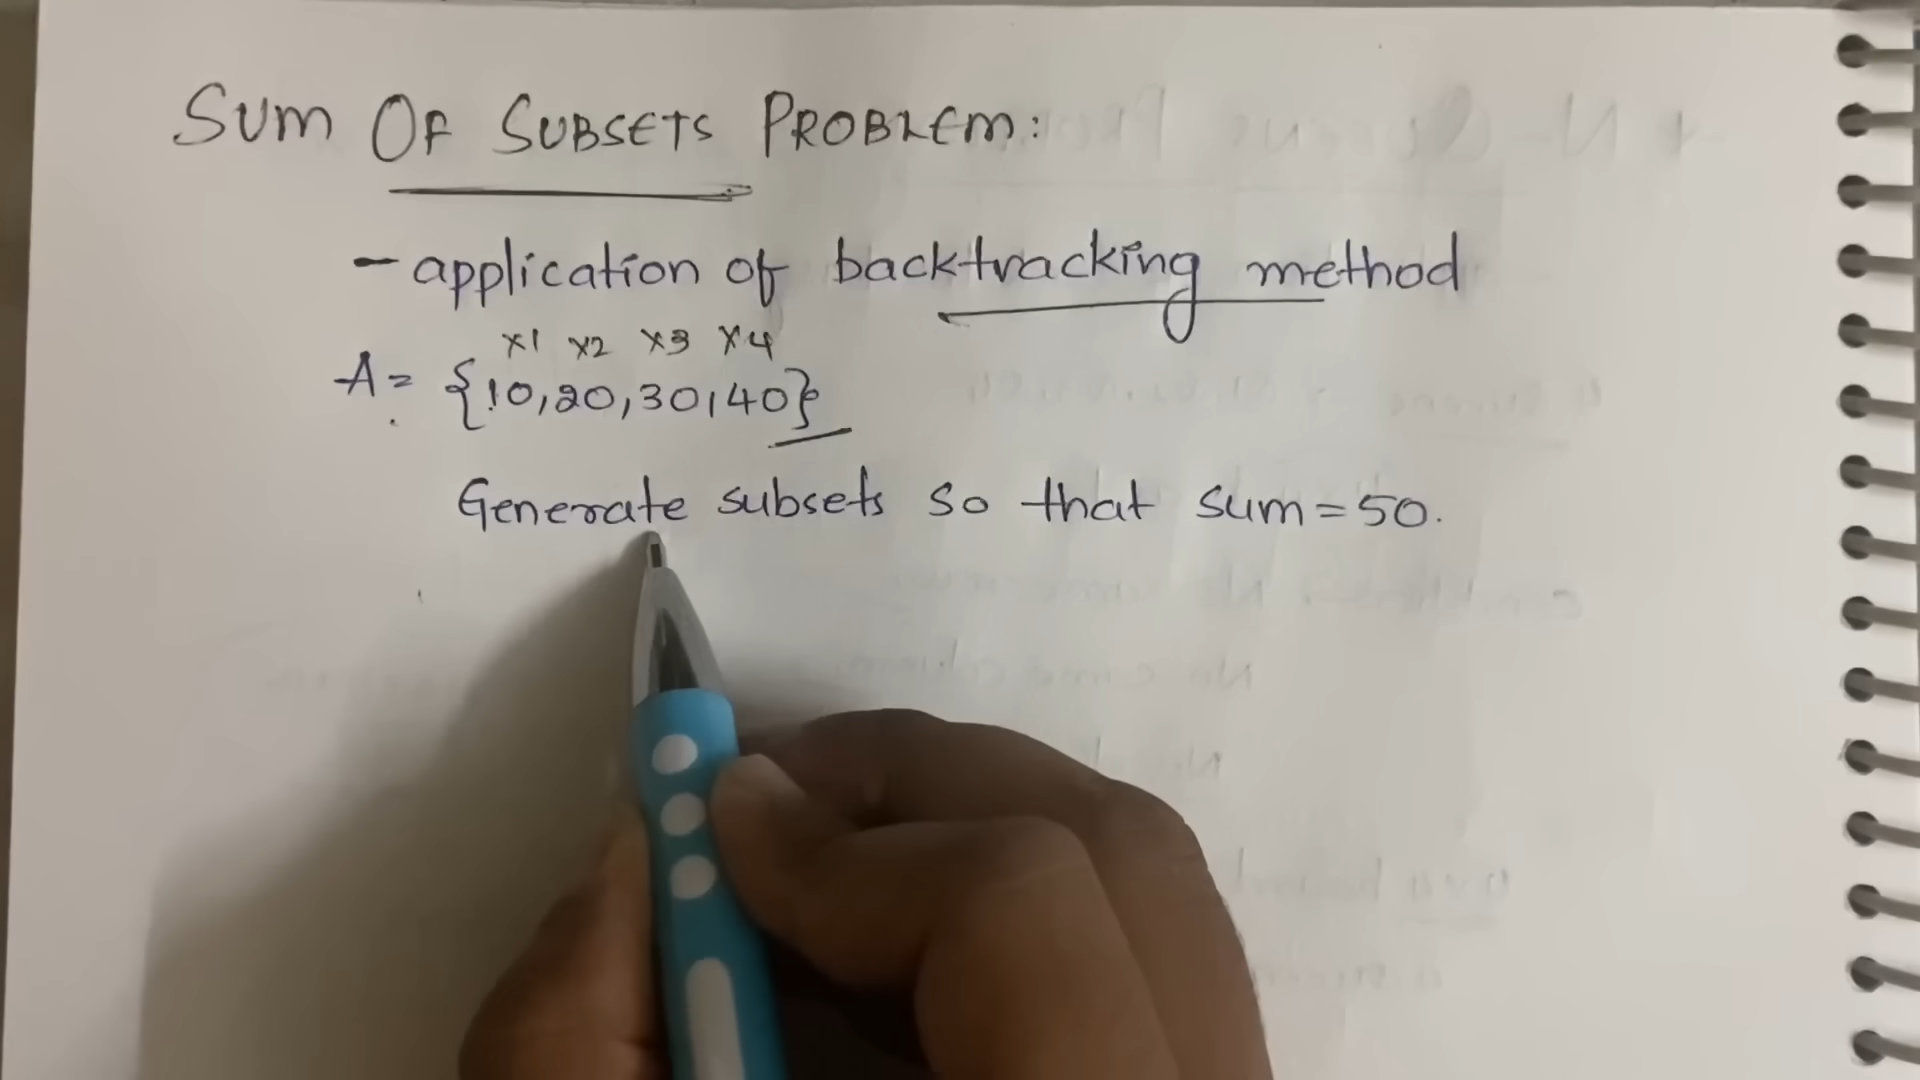 SUM OF SUBSETS PROBLEM:
- application of backtracking method
x1 x2 x3 x4
A = {10,20,30,40}
Generate subsets so that sum = 50.